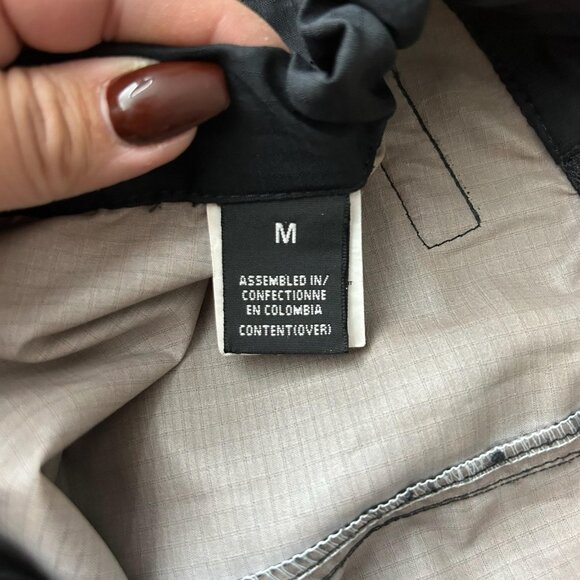 M
ASSEMBLED IN/
CONFECTIONNE
EN COLOMBIA
CONTENT(OVER)